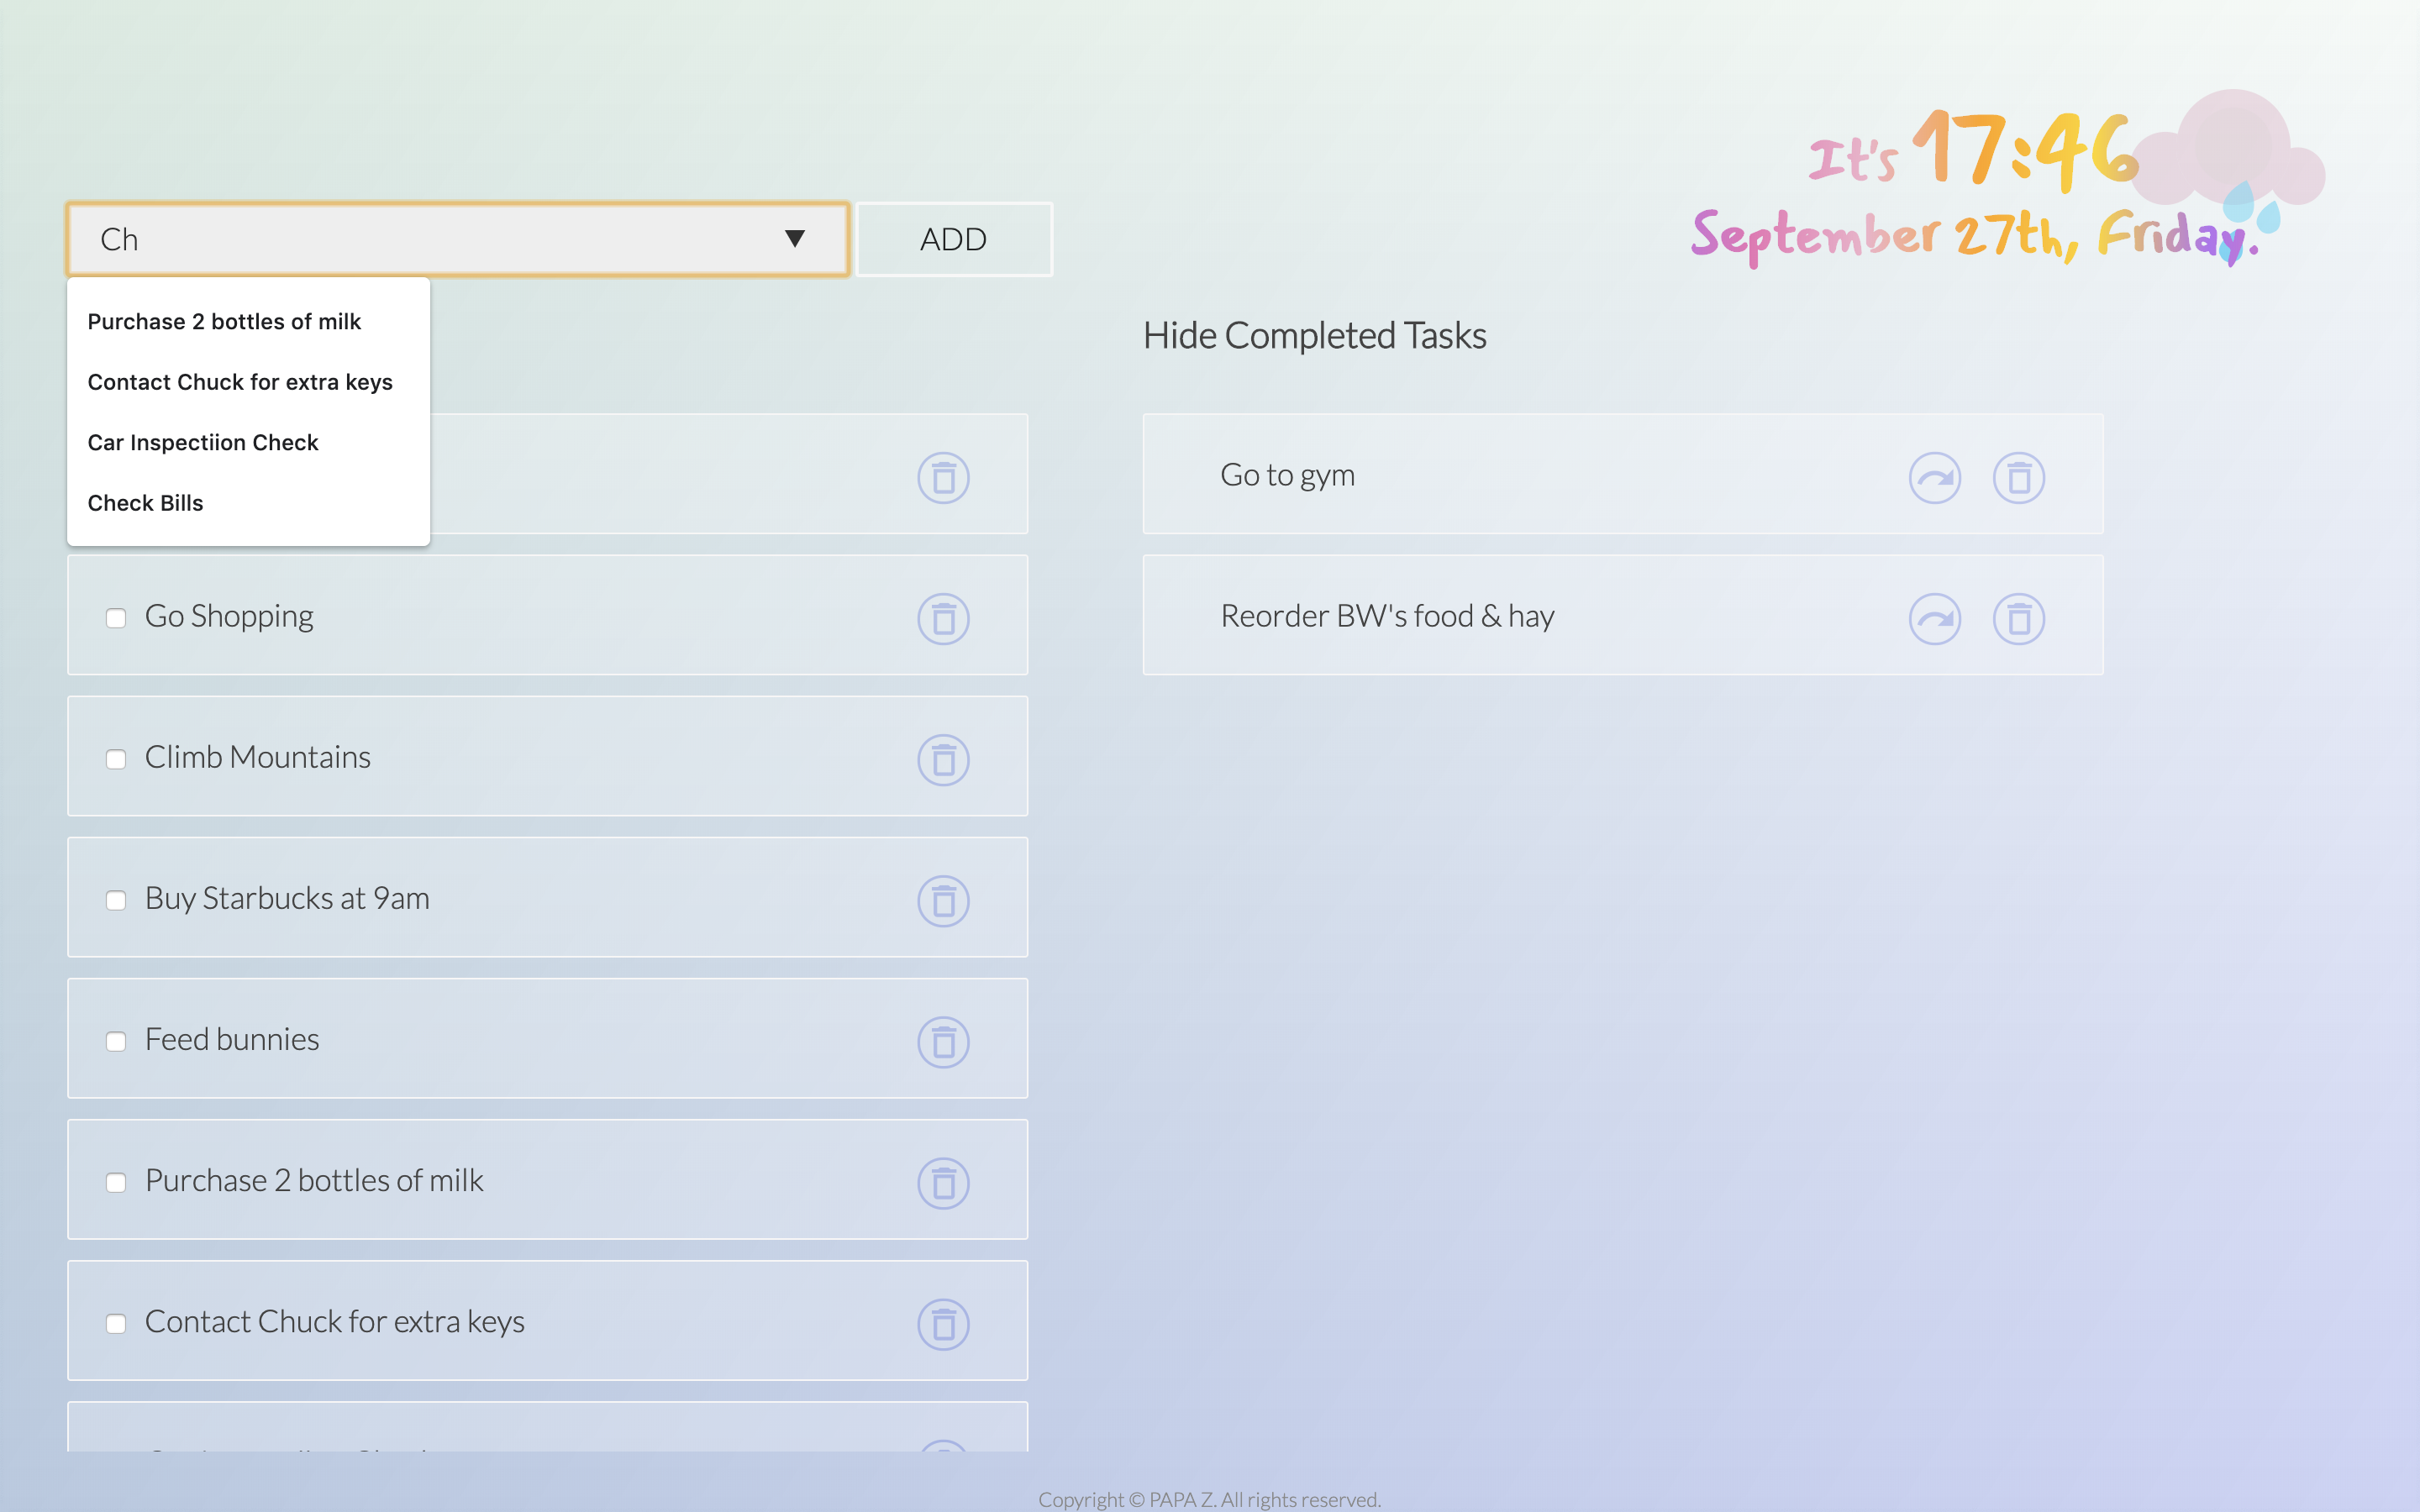 It's 17:46
September 27th, Friday.
Ch
ADD
Purchase 2 bottles of milk
Contact Chuck for extra keys
Car Inspectiion Check
Check Bills
Go Shopping
Climb Mountains
Buy Starbucks at 9am
Feed bunnies
Purchase 2 bottles of milk
Contact Chuck for extra keys
Hide Completed Tasks
Go to gym
Reorder BW's food & hay
Copyright © PAPA Z. All rights reserved.